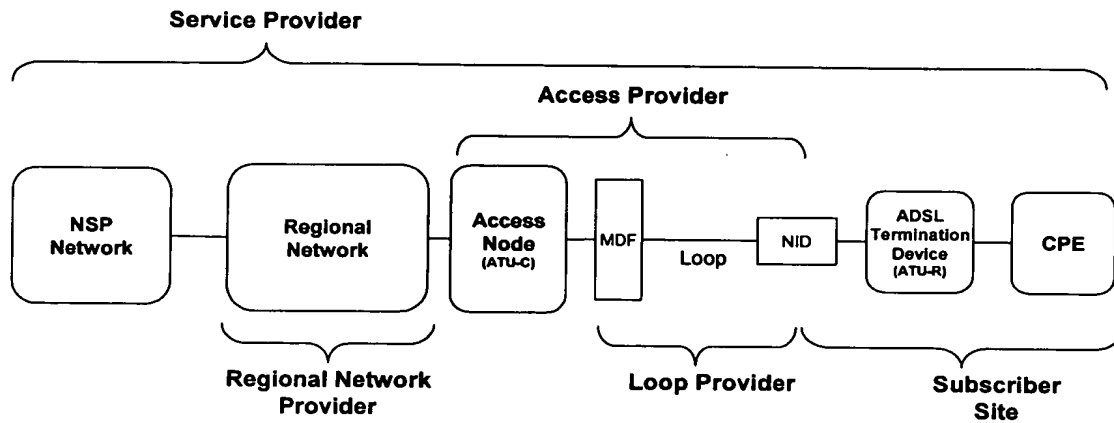 Service Provider
Access Provider
NSP
Network
Regional
Network
Access
Node
(ATU-C)
MDF
Loop
NID
ADSL
Termination
Device
(ATU-R)
CPE
Regional Network
Provider
Loop Provider
Subscriber
Site